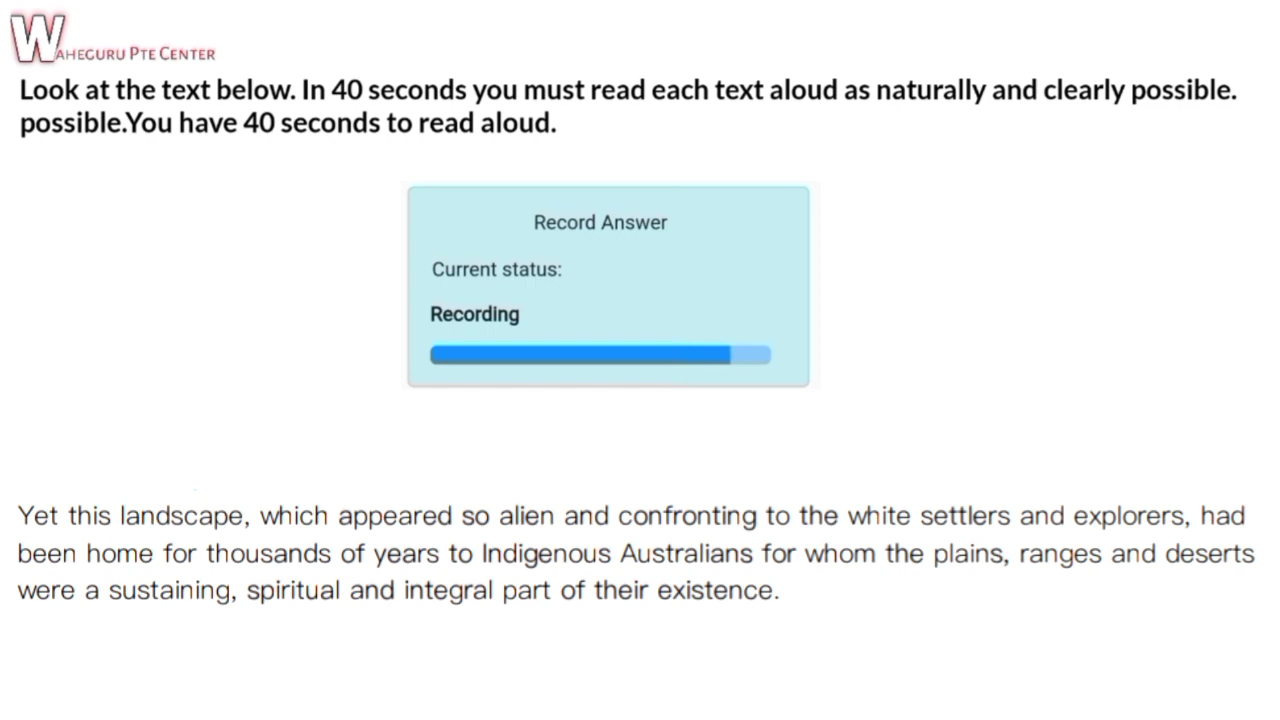 WAHEGURU PTE CENTER
Look at the text below. In 40 seconds you must read each text aloud as naturally and clearly possible.
possible.You have 40 seconds to read aloud.
Record Answer
Current status:
Recording
Yet this landscape, which appeared so alien and confronting to the white settlers and explorers, had
been home for thousands of years to Indigenous Australians for whom the plains, ranges and deserts
were a sustaining, spiritual and integral part of their existence.